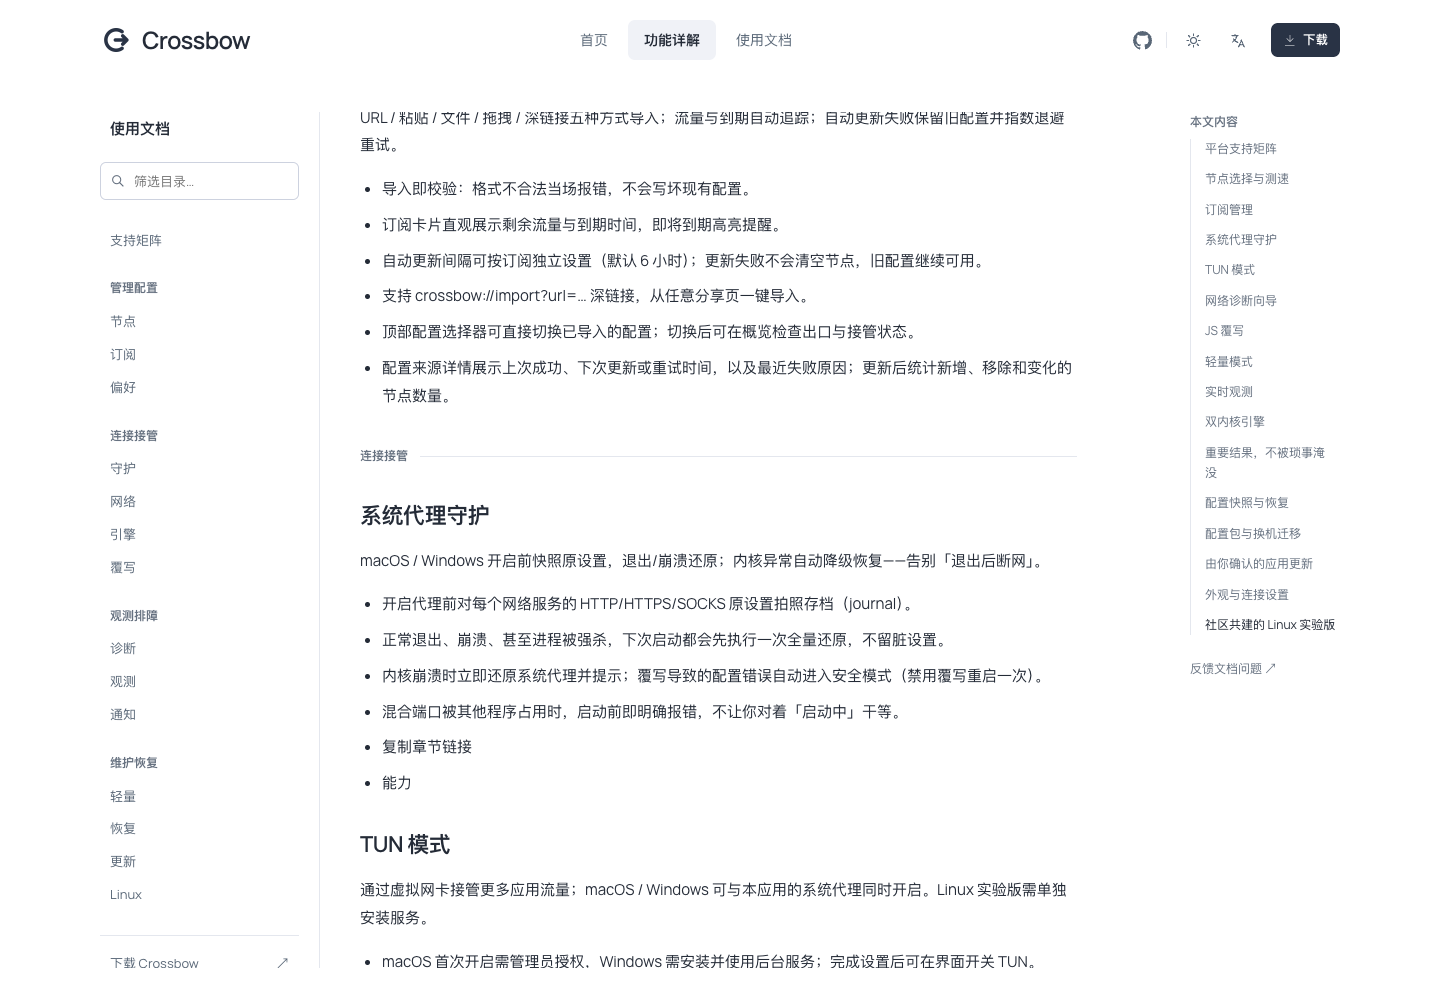 Crossbow
首页
功能详解
使用文档
下载
使用文档
筛选目录...
支持矩阵
管理配置
节点
订阅
偏好
连接接管
守护
网络
引擎
覆写
观测排障
诊断
观测
通知
维护恢复
轻量
恢复
更新
Linux
下载 Crossbow
URL / 粘贴 / 文件 / 拖拽 / 深链接五种方式导入；流量与到期自动追踪；自动更新失败保留旧配置并指数退避
重试。
导入即校验：格式不合法当场报错，不会写坏现有配置。
订阅卡片直观展示剩余流量与到期时间，即将到期高亮提醒。
自动更新间隔可按订阅独立设置（默认 6 小时）；更新失败不会清空节点，旧配置继续可用。
支持 crossbow://import?url=... 深链接，从任意分享页一键导入。
顶部配置选择器可直接切换已导入的配置；切换后可在概览检查出口与接管状态。
配置来源详情展示上次成功、下次更新或重试时间，以及最近失败原因；更新后统计新增、移除和变化的
节点数量。
连接接管
系统代理守护
macOS / Windows 开启前快照原设置，退出/崩溃还原；内核异常自动降级恢复——告别「退出后断网」。
开启代理前对每个网络服务的 HTTP/HTTPS/SOCKS 原设置拍照存档（journal）。
正常退出、崩溃、甚至进程被强杀，下次启动都会先执行一次全量还原，不留脏设置。
内核崩溃时立即还原系统代理并提示；覆写导致的配置错误自动进入安全模式（禁用覆写重启一次）。
混合端口被其他程序占用时，启动前即明确报错，不让你对着「启动中」干等。
复制章节链接
能力
TUN 模式
通过虚拟网卡接管更多应用流量；macOS / Windows 可与本应用的系统代理同时开启。Linux 实验版需单独
安装服务。
macOS 首次开启需管理员授权，Windows 需安装并使用后台服务；完成设置后可在界面开关 TUN。
本文内容
平台支持矩阵
节点选择与测速
订阅管理
系统代理守护
TUN 模式
网络诊断向导
JS 覆写
轻量模式
实时观测
双内核引擎
重要结果，不被琐事淹
没
配置快照与恢复
配置包与换机迁移
由你确认的应用更新
外观与连接设置
社区共建的 Linux 实验版
反馈文档问题 ↗